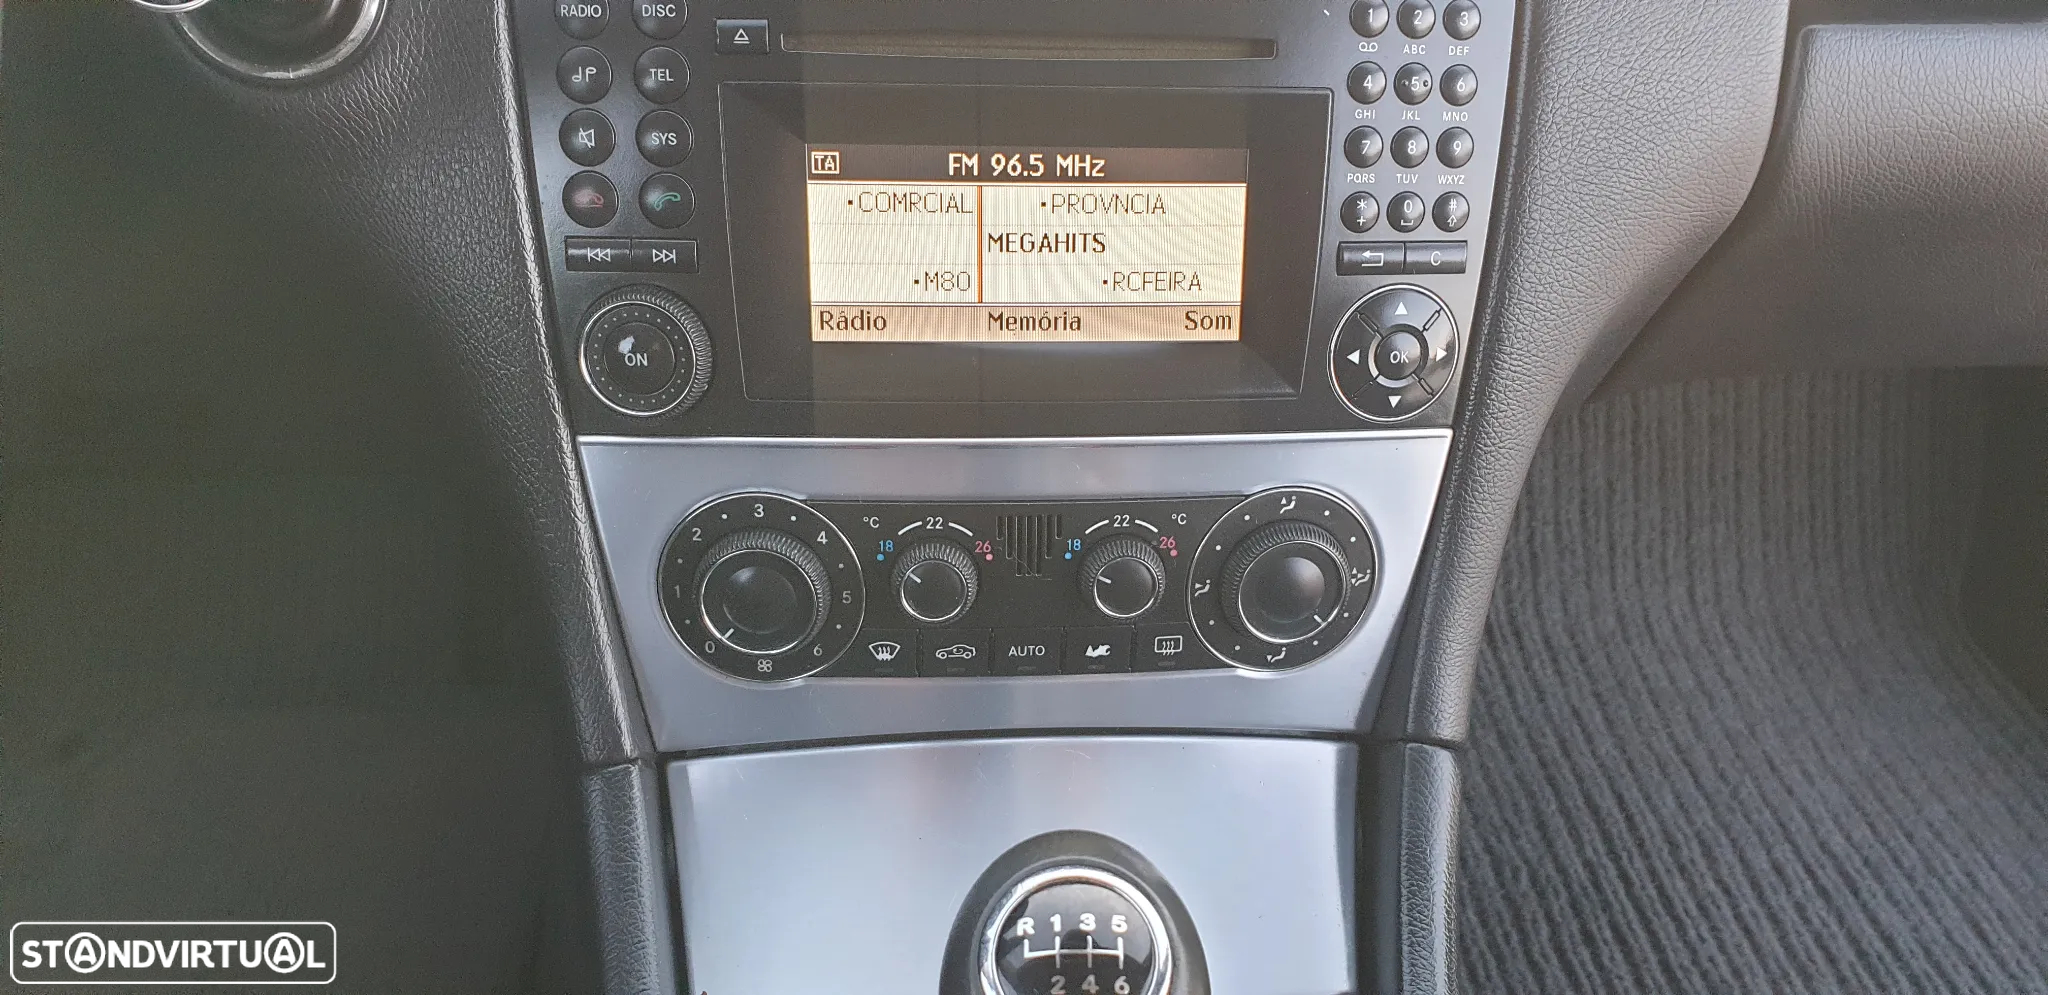 RADIO DISC
TEL
SYS
ON
TA FM 96.5 MHz
•COMRCIAL •PROVNCIA
MEGAHITS
•M80 •RCFEIRA
Rádio Memória Som
1 2 3
ABC DEF
4 5 6
GHI JKL MNO
7 8 9
PQRS TUV WXYZ
* 0 #
+
C
OK
0 1 2 3 4 5 6
°C 18 22 26
18 22 26 °C
AUTO
R 1 3 5
2 4 6
STANDVIRTUAL